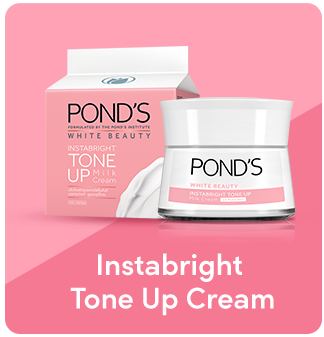 POND'S
FORMULATED BY THE POND'S INSTITUTE
WHITE BEAUTY
INSTABRIGHT
TONE
UP Milk
Cream
POND'S
WHITE BEAUTY
INSTABRIGHT TONE UP
Milk Cream
Instabright
Tone Up Cream